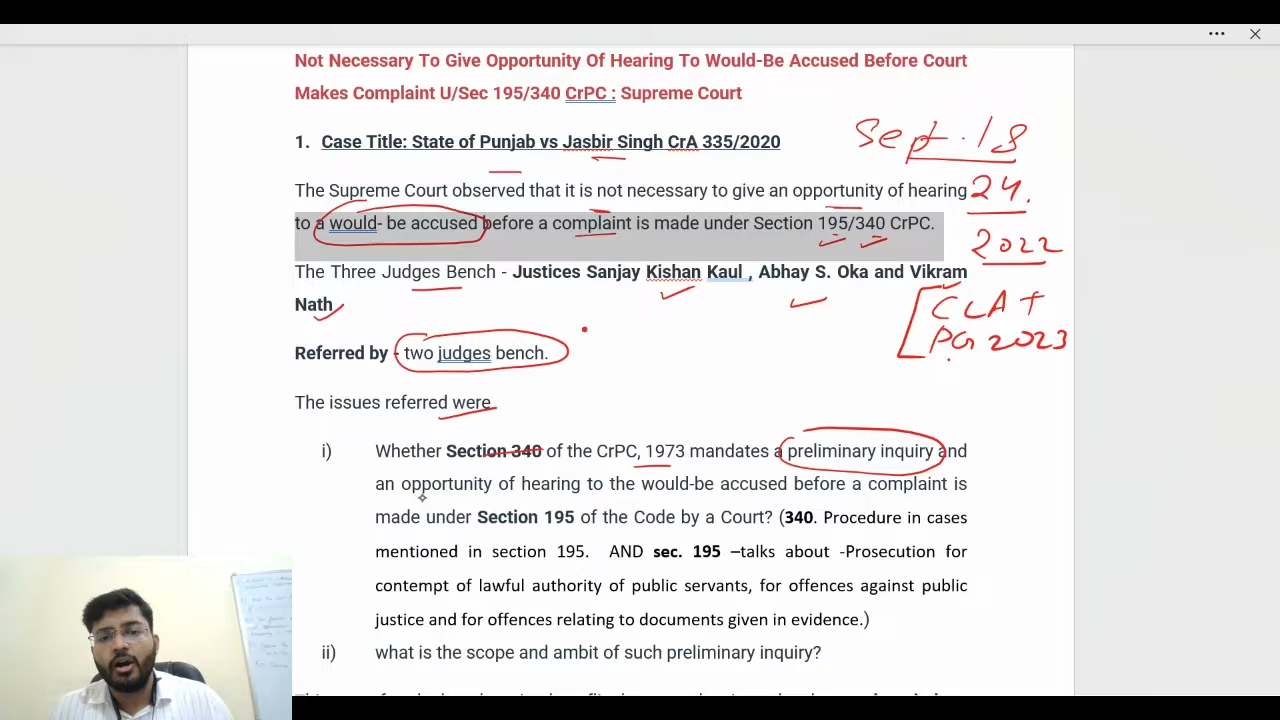 Not Necessary To Give Opportunity Of Hearing To Would-Be Accused Before Court
Makes Complaint U/Sec 195/340 CrPC : Supreme Court
1. Case Title: State of Punjab vs Jasbir Singh CrA 335/2020
Sept. 18
The Supreme Court observed that it is not necessary to give an opportunity of hearing
24.
to a would- be accused before a complaint is made under Section 195/340 CrPC.
2022
The Three Judges Bench - Justices Sanjay Kishan Kaul , Abhay S. Oka and Vikram
Nath
CLAT
PG 2023
Referred by - two judges bench.
The issues referred were
i) Whether Section 340 of the CrPC, 1973 mandates a preliminary inquiry and
an opportunity of hearing to the would-be accused before a complaint is
made under Section 195 of the Code by a Court? (340. Procedure in cases
mentioned in section 195. AND sec. 195 –talks about -Prosecution for
contempt of lawful authority of public servants, for offences against public
justice and for offences relating to documents given in evidence.)
ii) what is the scope and ambit of such preliminary inquiry?